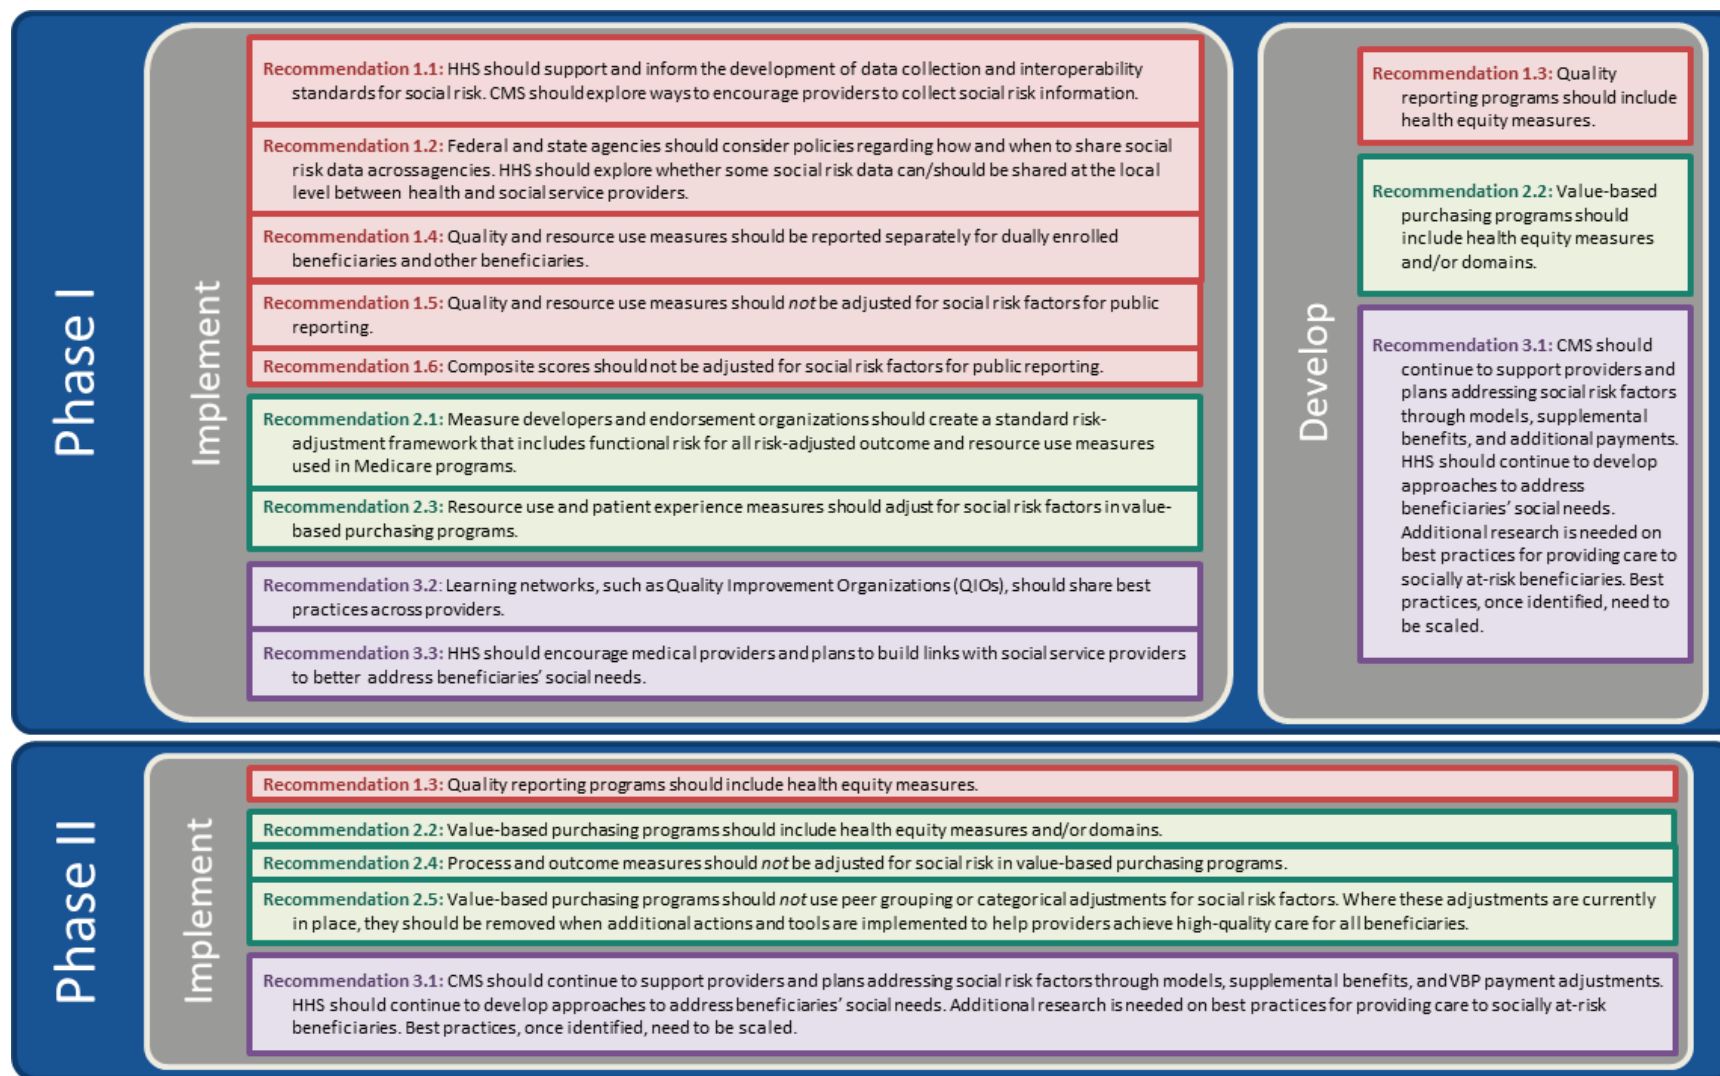 Phase I
Implement
Recommendation 1.1: HHS should support and inform the development of data collection and interoperability
standards for social risk. CMS should explore ways to encourage providers to collect social risk information.
Recommendation 1.2: Federal and state agencies should consider policies regarding how and when to share social
risk data acrossagencies. HHS should explore whether some social risk data can/should be shared at the local
level between health and social service providers.
Recommendation 1.4: Quality and resource use measures should be reported separately for dually enrolled
beneficiaries and other beneficiaries.
Recommendation 1.5: Quality and resource use measures should not be adjusted for social risk factors for public
reporting.
Recommendation 1.6: Composite scores should not be adjusted for social risk factors for public reporting.
Recommendation 2.1: Measure developers and endorsement organizations should create a standard risk-
adjustment framework that includes functional risk for all risk-adjusted outcome and resource use measures
used in Medicare programs.
Recommendation 2.3: Resource use and patient experience measures should adjust for social risk factors in value-
based purchasing programs.
Recommendation 3.2: Learning networks, such as Quality Improvement Organizations (QIOs), should share best
practices across providers.
Recommendation 3.3: HHS should encourage medical providers and plans to build links with social service providers
to better address beneficiaries' social needs.
Develop
Recommendation 1.3: Quality
reporting programs should include
health equity measures.
Recommendation 2.2: Value-based
purchasing programs should
include health equity measures
and/or domains.
Recommendation 3.1: CMS should
continue to support providers and
plans addressing social risk factors
through models, supplemental
benefits, and additional payments.
HHS should continue to develop
approaches to address
beneficiaries' social needs.
Additional research is needed on
best practices for providing care to
socially at-risk beneficiaries. Best
practices, once identified, need to
be scaled.
Phase II
Implement
Recommendation 1.3: Quality reporting programs should include health equity measures.
Recommendation 2.2: Value-based purchasing programs should include health equity measures and/or domains.
Recommendation 2.4: Process and outcome measures should not be adjusted for social risk in value-based purchasing programs.
Recommendation 2.5: Value-based purchasing programs should not use peer grouping or categorical adjustments for social risk factors. Where these adjustments are currently
in place, they should be removed when additional actions and tools are implemented to help providers achieve high-quality care for all beneficiaries.
Recommendation 3.1: CMS should continue to support providers and plans addressing social risk factors through models, supplemental benefits, and VBP payment adjustments.
HHS should continue to develop approaches to address beneficiaries' social needs. Additional research is needed on best practices for providing care to socially at-risk
beneficiaries. Best practices, once identified, need to be scaled.